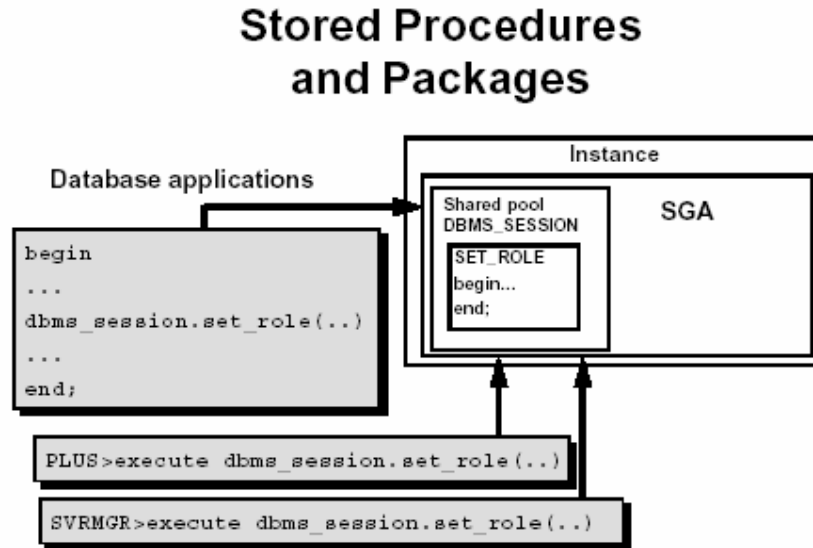 Stored Procedures
and Packages
Instance
Database applications
Shared pool
DBMS_SESSION
SGA
SET_ROLE
begin...
end;
begin
...
dbms_session.set_role(..)
...
end;
PLUS>execute dbms_session.set_role(..)
SVRMGR>execute dbms_session.set_role(..)